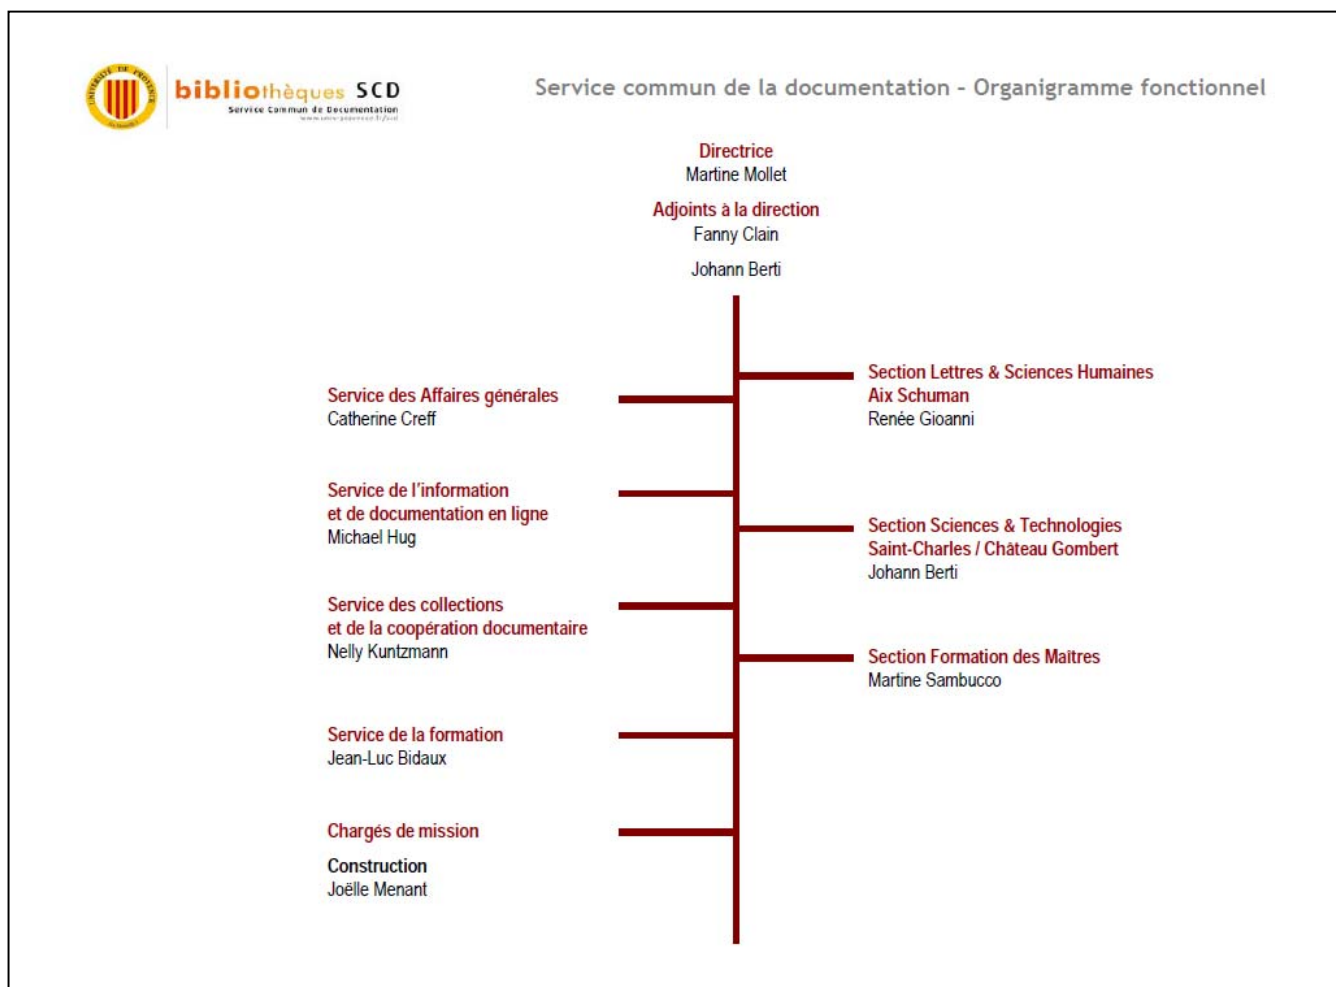 UNIVERSITÉ DE PROVENCE
bibliothèques SCD
Service Commun de Documentation
Service commun de la documentation - Organigramme fonctionnel
Directrice
Martine Mollet
Adjoints à la direction
Fanny Clain
Johann Berti
Service des Affaires générales
Catherine Creff
Service de l'information
et de documentation en ligne
Michael Hug
Service des collections
et de la coopération documentaire
Nelly Kuntzmann
Service de la formation
Jean-Luc Bidaux
Chargés de mission
Construction
Joëlle Menant
Section Lettres & Sciences Humaines
Aix Schuman
Renée Gioanni
Section Sciences & Technologies
Saint-Charles / Château Gombert
Johann Berti
Section Formation des Maîtres
Martine Sambucco